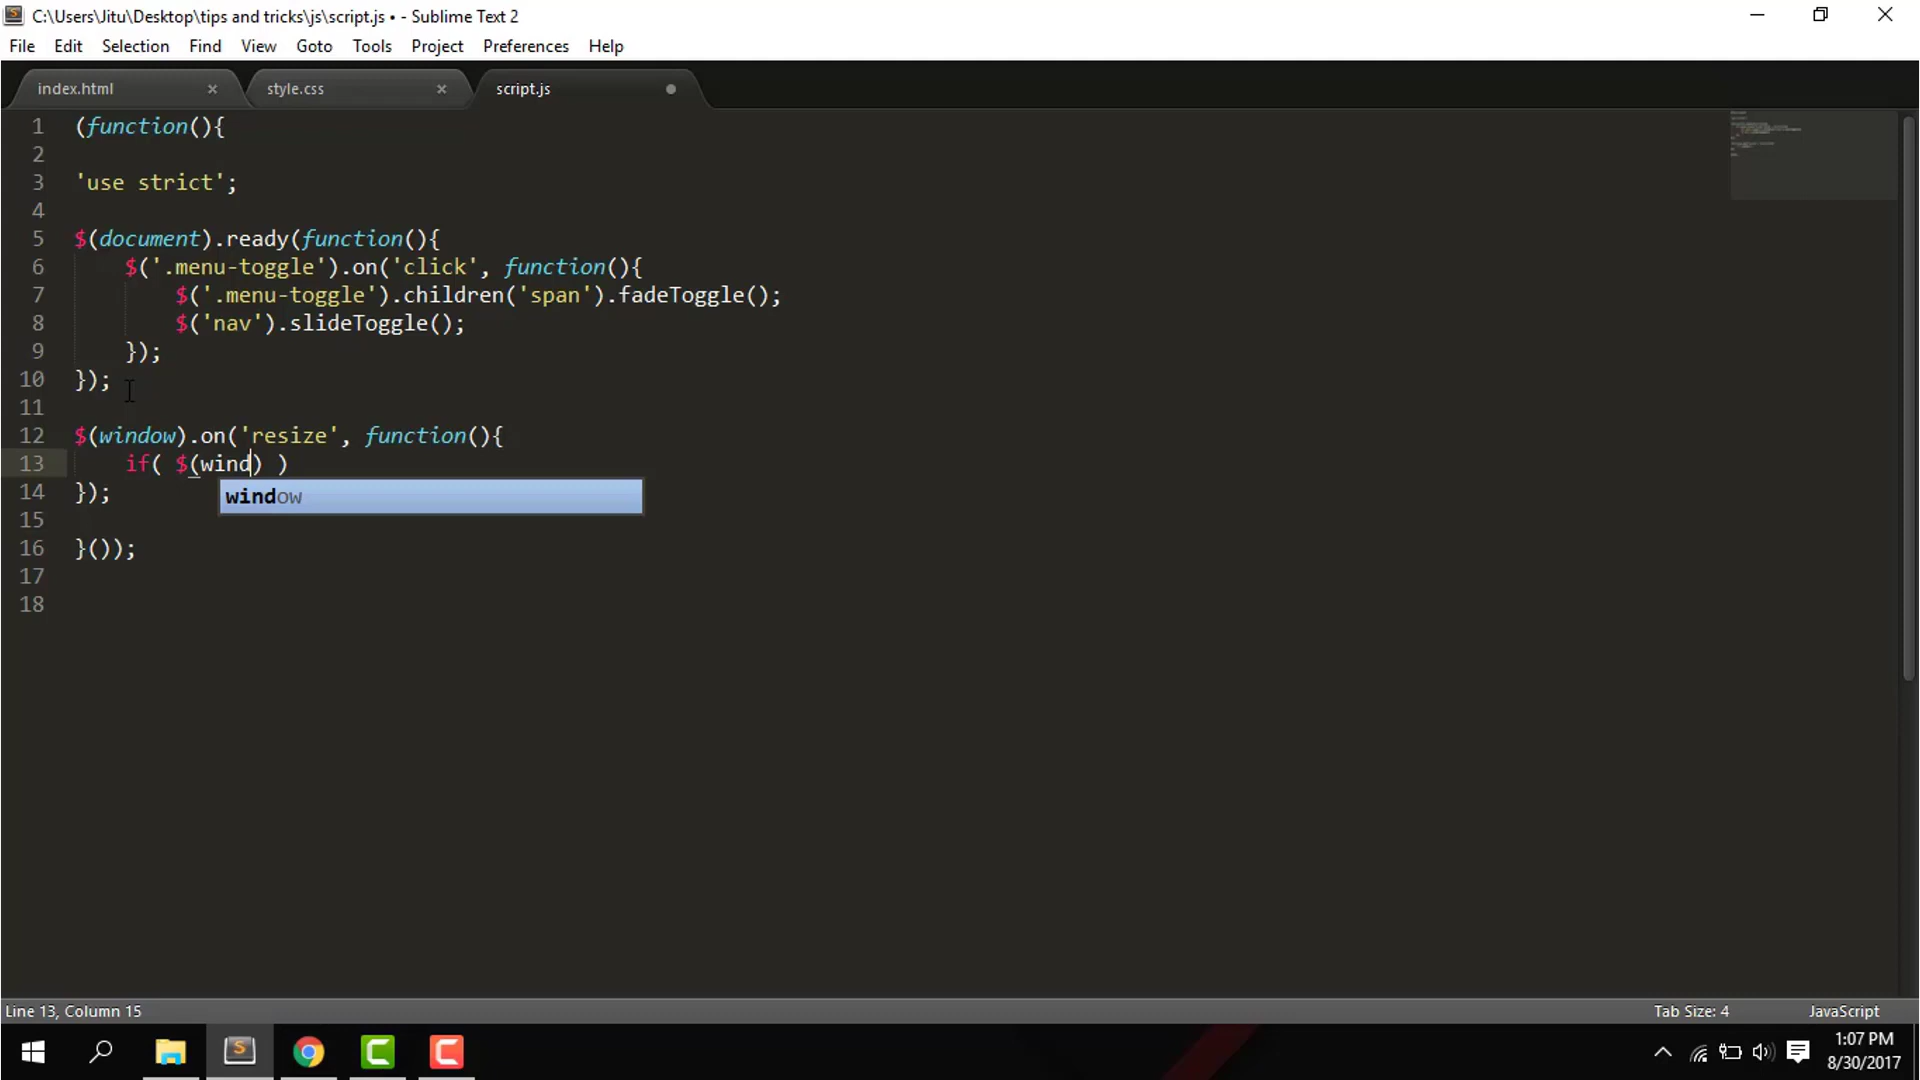 C:\Users\Jitu\Desktop\tips and tricks\js\script.js • - Sublime Text 2
File Edit Selection Find View Goto Tools Project Preferences Help
index.html × style.css × script.js
1 (function(){
2
3 'use strict';
4
5 $(document).ready(function(){
6 $('.menu-toggle').on('click', function(){
7 $('.menu-toggle').children('span').fadeToggle();
8 $('nav').slideToggle();
9 });
10 });
11
12 $(window).on('resize', function(){
13 if( $(wind) )
14 });
window
15
16 }());
17
18
Line 13, Column 15 Tab Size: 4 JavaScript
1:07 PM
8/30/2017